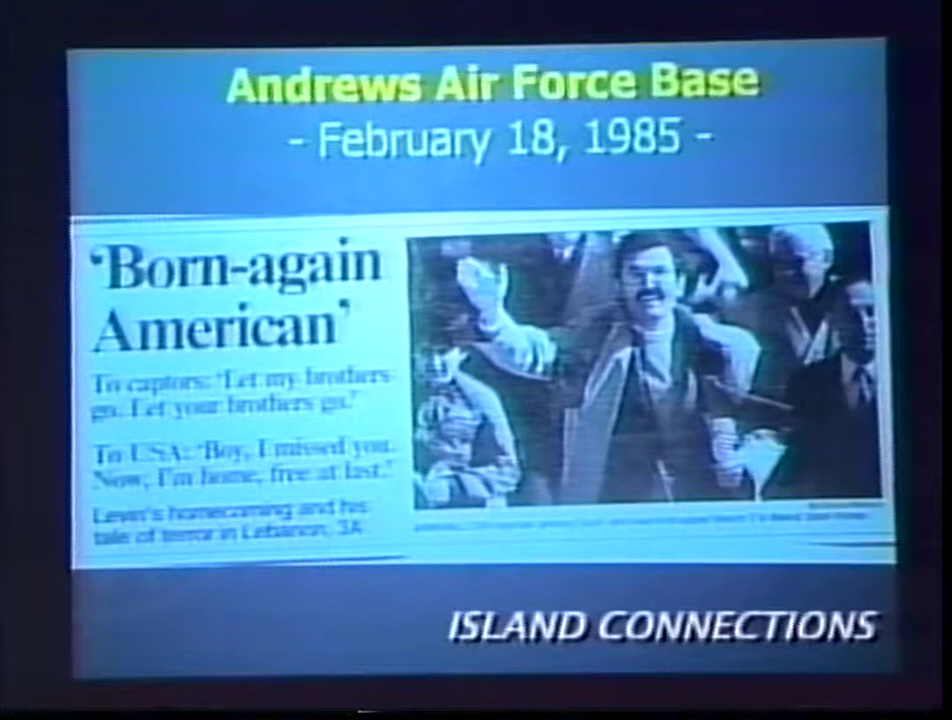 Andrews Air Force Base
- February 18, 1985 -
'Born-again
American'
To captors: 'Let my brothers
go. Let your brothers go.'
To USA: 'Boy, I missed you.
Now, I'm home, free at last.'
Levin's homecoming and his
tale of terror in Lebanon, 3A
ISLAND CONNECTIONS